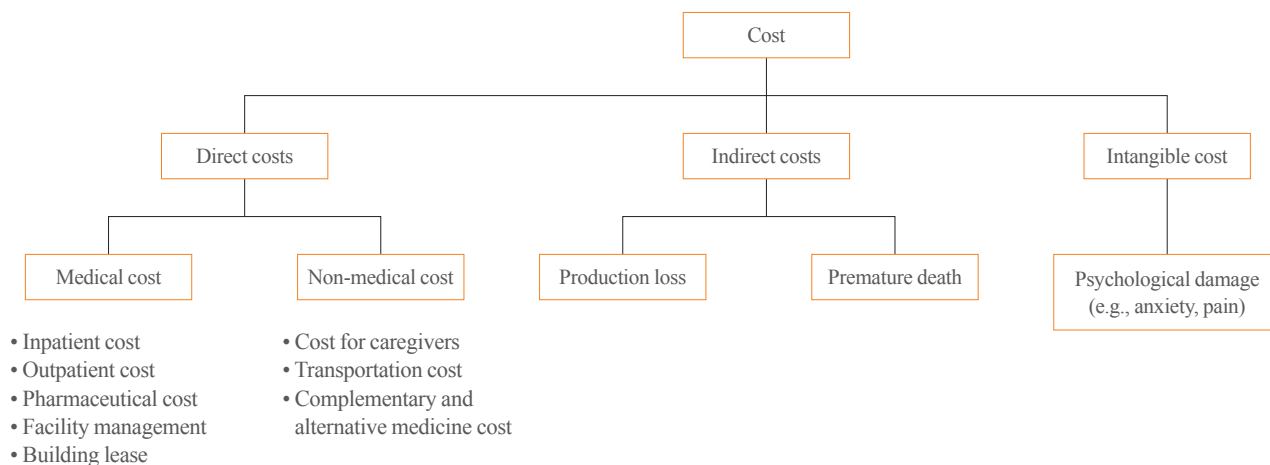 Cost
Direct costs
Indirect costs
Intangible cost
Medical cost
Non-medical cost
Production loss
Premature death
Psychological damage
(e.g., anxiety, pain)
• Inpatient cost
• Outpatient cost
• Pharmaceutical cost
• Facility management
• Building lease
• Cost for caregivers
• Transportation cost
• Complementary and
alternative medicine cost